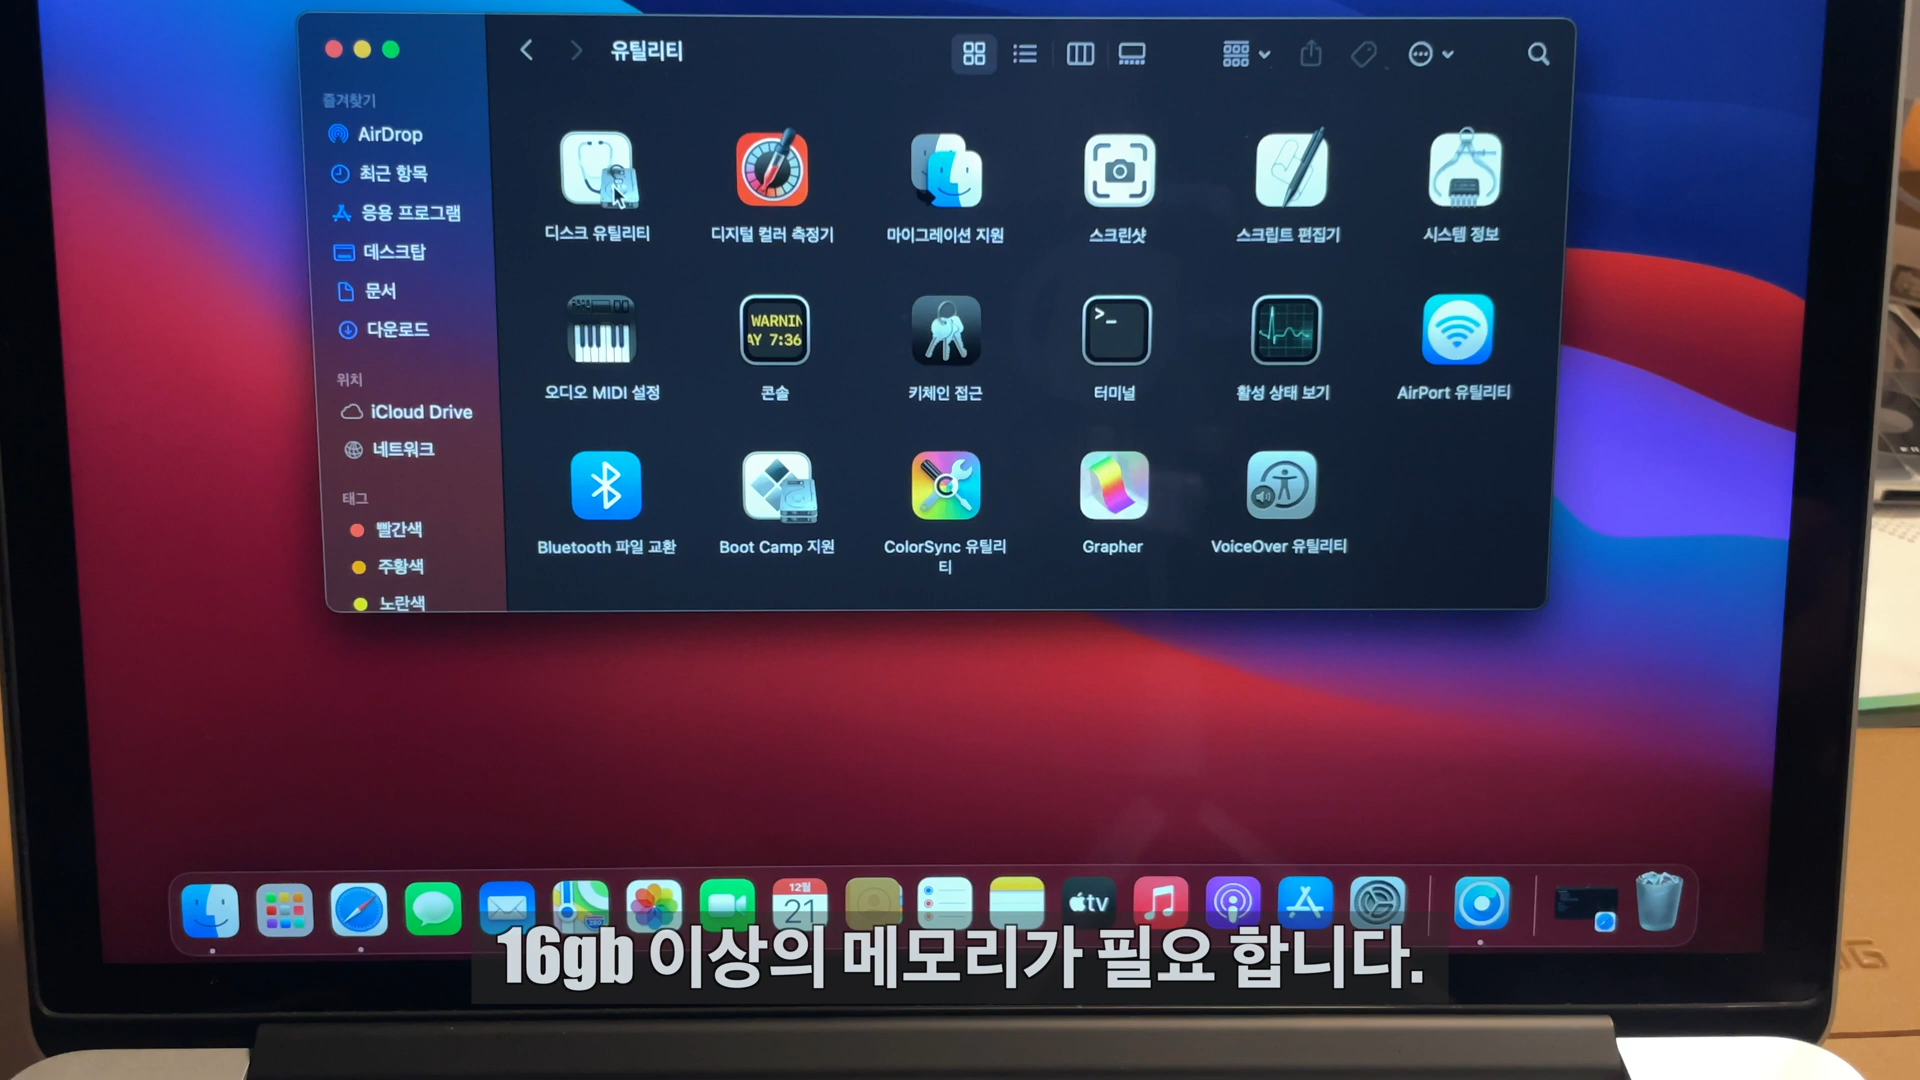 유틸리티
즐겨찾기
AirDrop
최근 항목
응용 프로그램
데스크탑
문서
다운로드
위치
iCloud Drive
네트워크
태그
빨간색
주황색
노란색
디스크 유틸리티
디지털 컬러 측정기
마이그레이션 지원
스크린샷
스크립트 편집기
시스템 정보
WARNIN
AY 7:36
오디오 MIDI 설정
콘솔
키체인 접근
터미널
활성 상태 보기
AirPort 유틸리티
Bluetooth 파일 교환
Boot Camp 지원
ColorSync 유틸리
티
Grapher
VoiceOver 유틸리티
12월
21
tv
16gb 이상의 메모리가 필요 합니다.